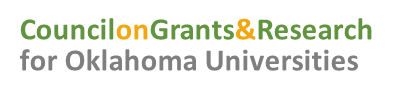 CouncilonGrants&Research
for Oklahoma Universities